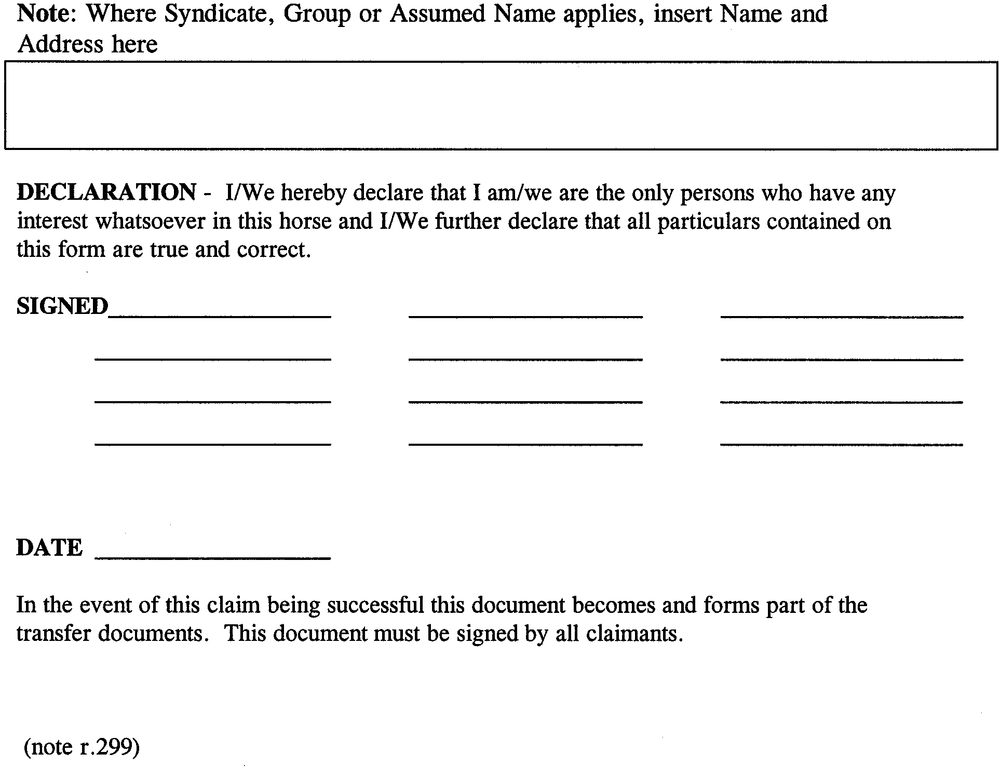 Note: Where Syndicate, Group or Assumed Name applies, insert Name and
Address here
DECLARATION - I/We hereby declare that I am/we are the only persons who have any
interest whatsoever in this horse and I/We further declare that all particulars contained on
this form are true and correct.
SIGNED
DATE
In the event of this claim being successful this document becomes and forms part of the
transfer documents. This document must be signed by all claimants.
(note r.299)